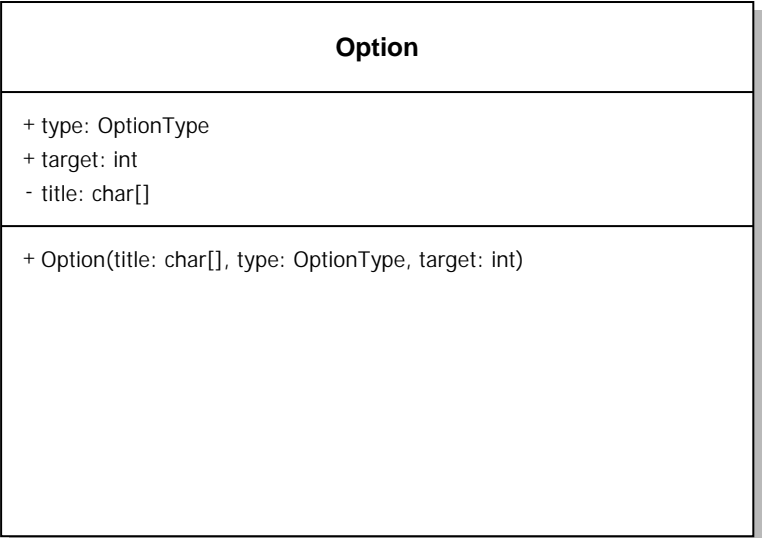 Option
+ type: OptionType
+ target: int
- title: char[]
+ Option(title: char[], type: OptionType, target: int)